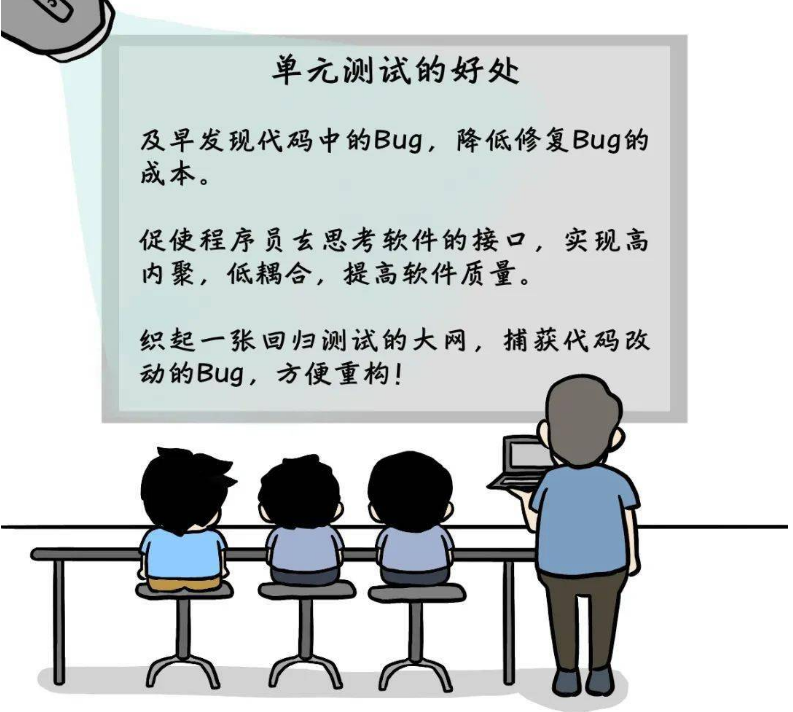 单元测试的好处
及早发现代码中的Bug，降低修复Bug的
成本。
促使程序员去思考软件的接口，实现高
内聚，低耦合，提高软件质量。
织起一张回归测试的大网，捕获代码改
动的Bug，方便重构！